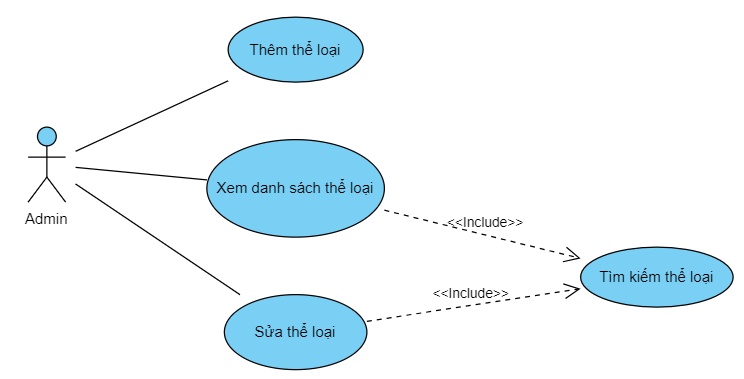 Thêm thể loại
Admin
Xem danh sách thể loại
<<Include>>
Tìm kiếm thể loại
<<Include>>
Sửa thể loại